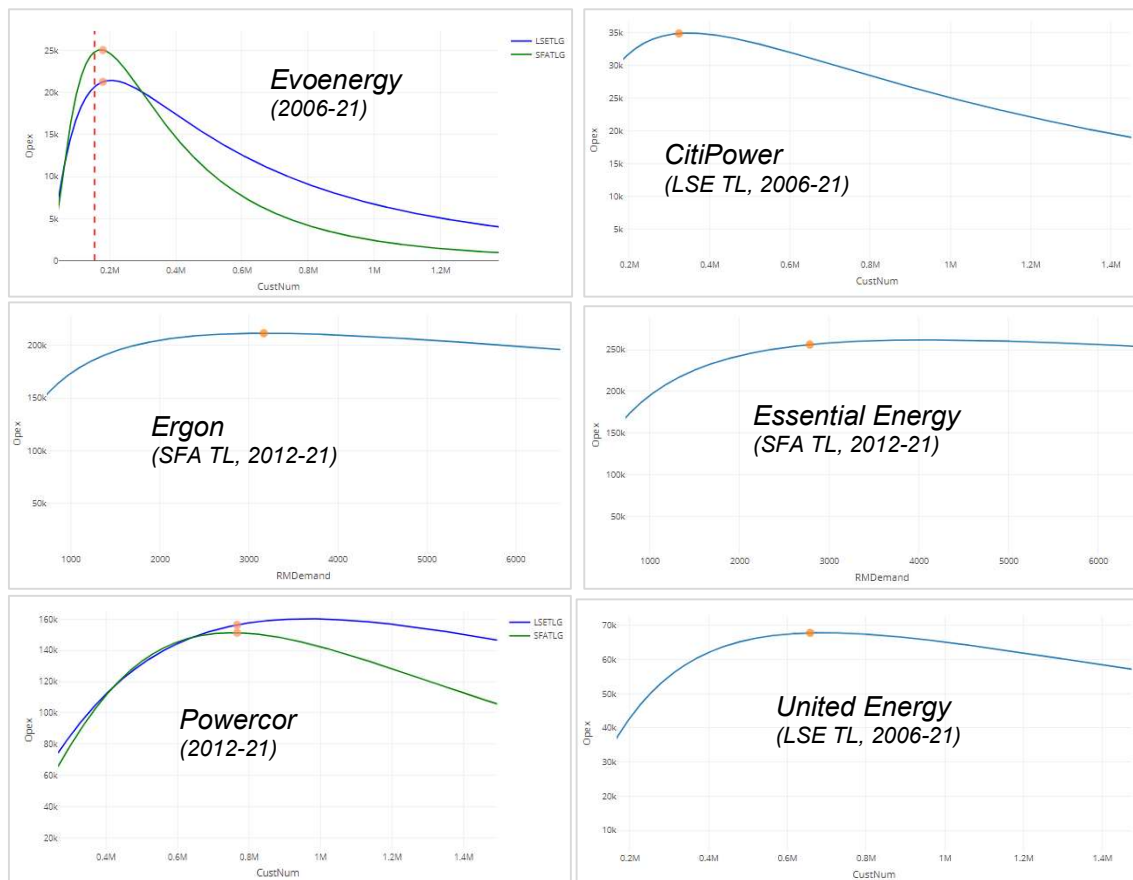 25k
20k
15k
10k
5k
0
Opex
0.2M 0.4M 0.6M 0.8M 1M 1.2M
CustNum
LSETLG
SFATLG
Evoenergy
(2006-21)
35k
30k
25k
20k
15k
10k
5k
Opex
0.2M 0.4M 0.6M 0.8M 1M 1.2M 1.4M
CustNum
CitiPower
(LSE TL, 2006-21)
200k
150k
100k
50k
Opex
1000 2000 3000 4000 5000 6000
RMDemand
Ergon
(SFA TL, 2012-21)
250k
200k
150k
100k
50k
Opex
1000 2000 3000 4000 5000 6000
RMDemand
Essential Energy
(SFA TL, 2012-21)
160k
140k
120k
100k
80k
60k
40k
20k
Opex
0.4M 0.6M 0.8M 1M 1.2M 1.4M
CustNum
LSETLG
SFATLG
Powercor
(2012-21)
70k
60k
50k
40k
30k
20k
10k
Opex
0.2M 0.4M 0.6M 0.8M 1M 1.2M 1.4M
CustNum
United Energy
(LSE TL, 2006-21)